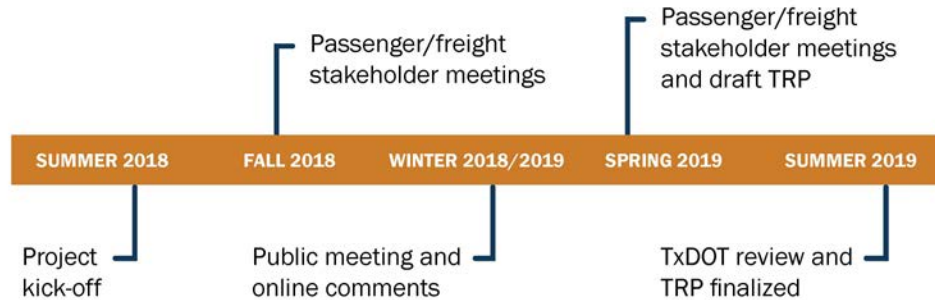 Passenger/freight
stakeholder meetings
Passenger/freight
stakeholder meetings
and draft TRP
SUMMER 2018
FALL 2018
WINTER 2018/2019
SPRING 2019
SUMMER 2019
Project
kick-off
Public meeting and
online comments
TxDOT review and
TRP finalized